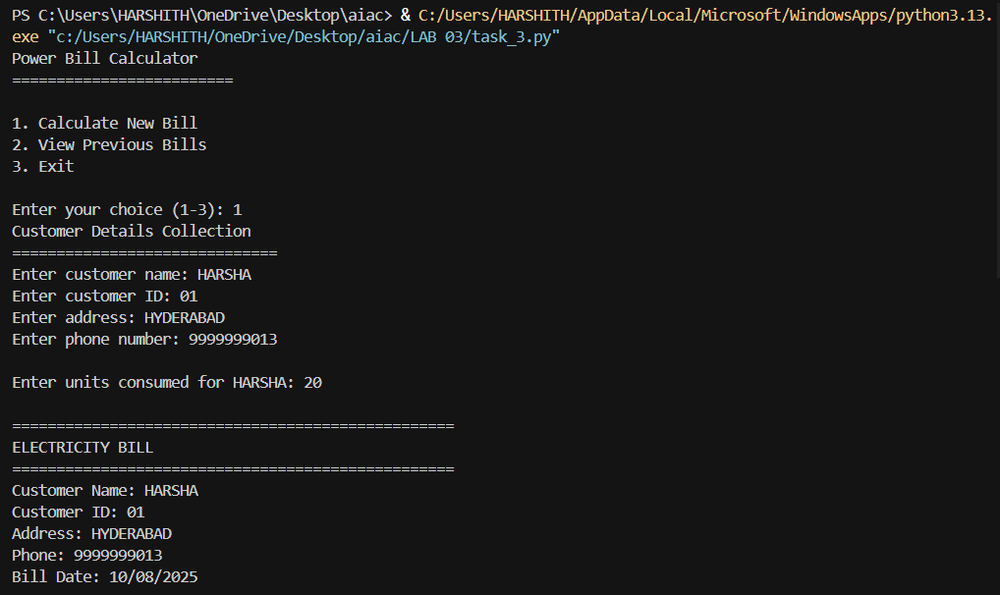 PS C:\Users\HARSHITH\OneDrive\Desktop\aiac> & C:/Users/HARSHITH/AppData/Local/Microsoft/WindowsApps/python3.13.
exe "c:/Users/HARSHITH/OneDrive/Desktop/aiac/LAB 03/task_3.py"
Power Bill Calculator
=========================
1. Calculate New Bill
2. View Previous Bills
3. Exit
Enter your choice (1-3): 1
Customer Details Collection
==============================
Enter customer name: HARSHA
Enter customer ID: 01
Enter address: HYDERABAD
Enter phone number: 9999999013
Enter units consumed for HARSHA: 20
==================================================
ELECTRICITY BILL
==================================================
Customer Name: HARSHA
Customer ID: 01
Address: HYDERABAD
Phone: 9999999013
Bill Date: 10/08/2025